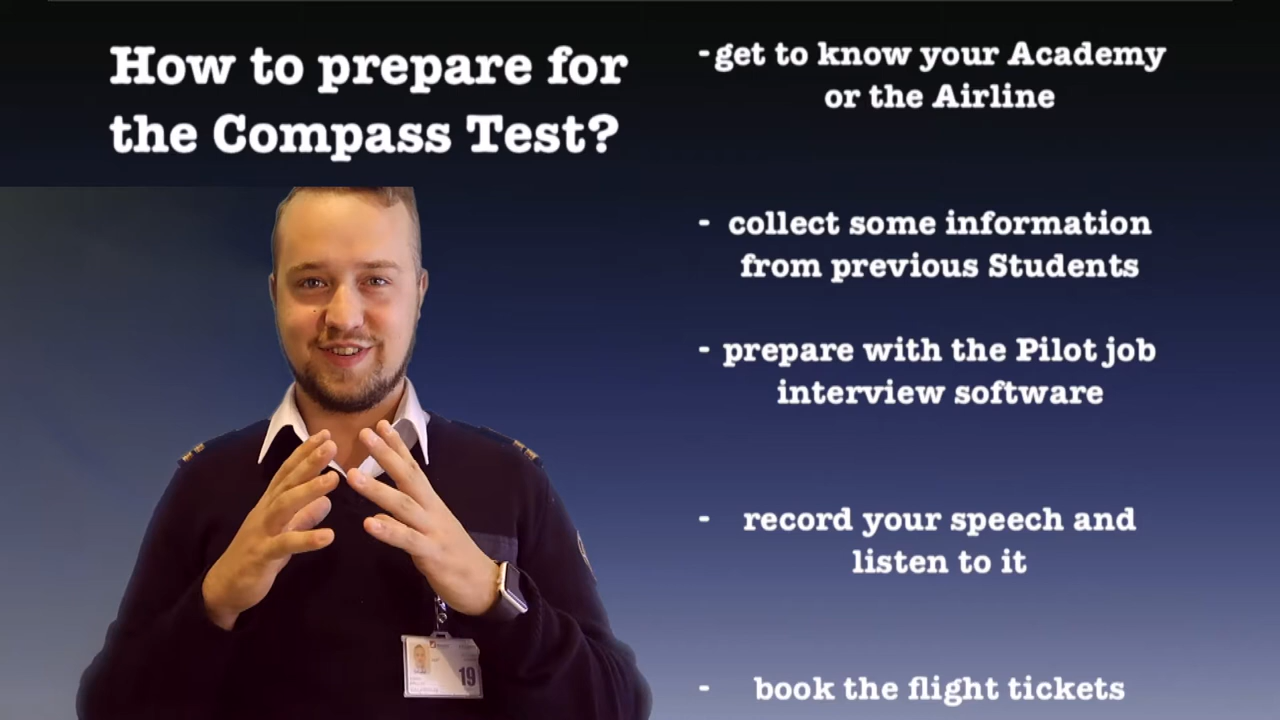 How to prepare for
the Compass Test?
-get to know your Academy
or the Airline
- collect some information
from previous Students
- prepare with the Pilot job
interview software
- record your speech and
listen to it
- book the flight tickets
19